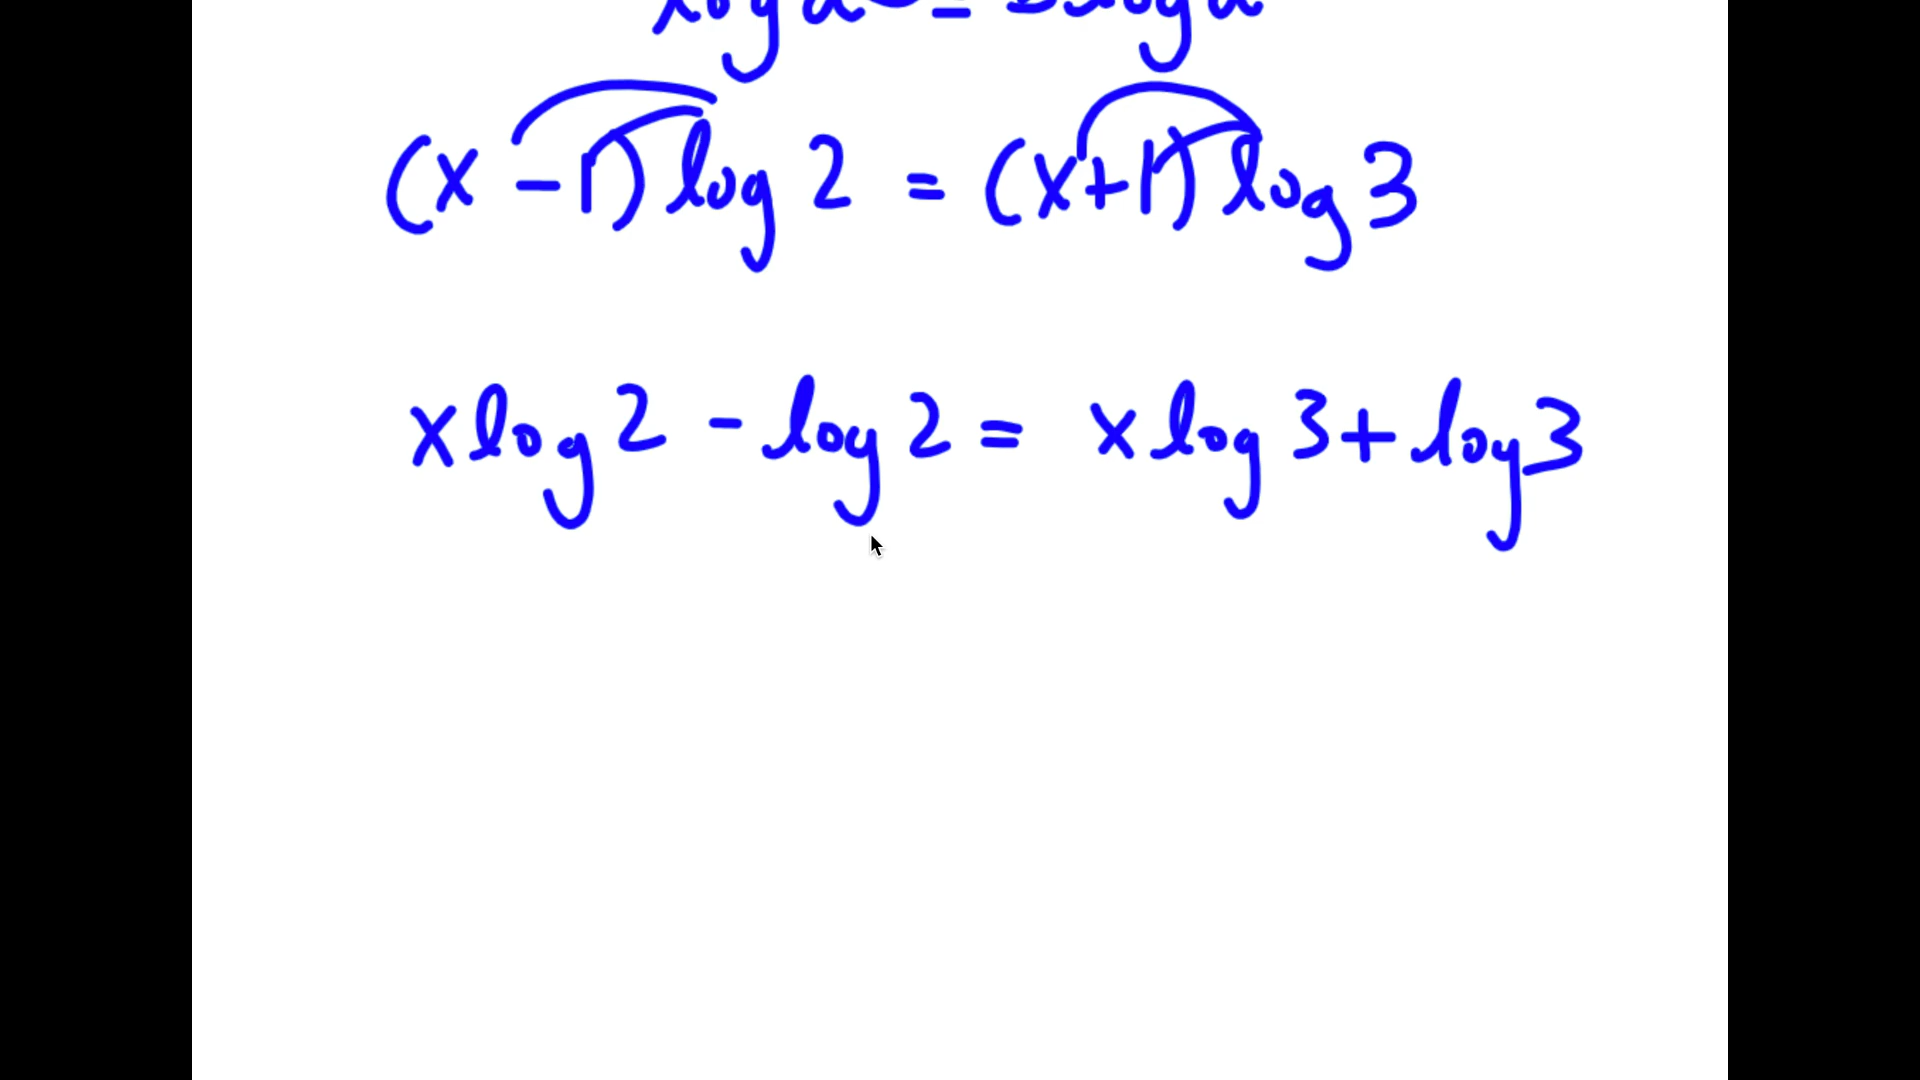 (x - 1) log 2 = (x+1) log 3
x log 2 - log 2 = x log 3 + log 3